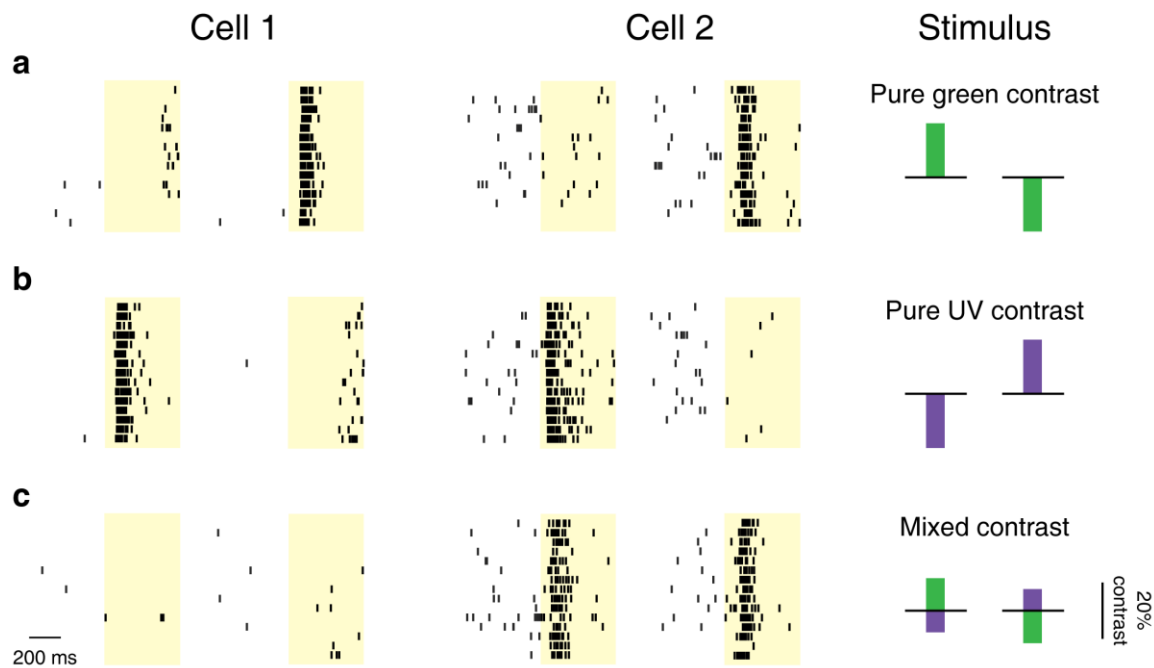 Cell 1
Cell 2
Stimulus
a
Pure green contrast
b
Pure UV contrast
c
Mixed contrast
20%
contrast
200 ms